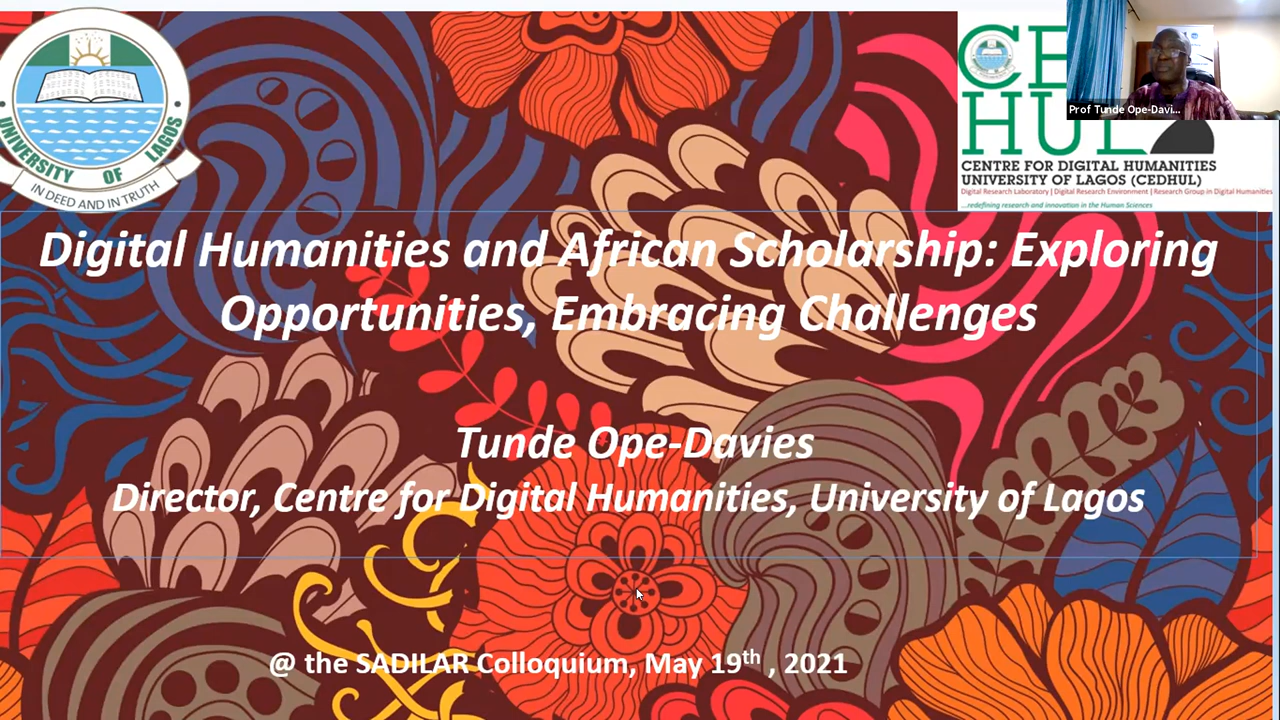 UNIVERSITY OF LAGOS
IN DEED AND IN TRUTH
CE
HUL
CENTRE FOR DIGITAL HUMANITIES
UNIVERSITY OF LAGOS (CEDHUL)
Digital Research Laboratory | Digital Research Environment | Research Group in Digital Humanities
...redefining research and innovation in the Human Sciences
Prof Tunde Ope-Davi...
Digital Humanities and African Scholarship: Exploring
Opportunities, Embracing Challenges
Tunde Ope-Davies
Director, Centre for Digital Humanities, University of Lagos
@ the SADILAR Colloquium, May 19th , 2021